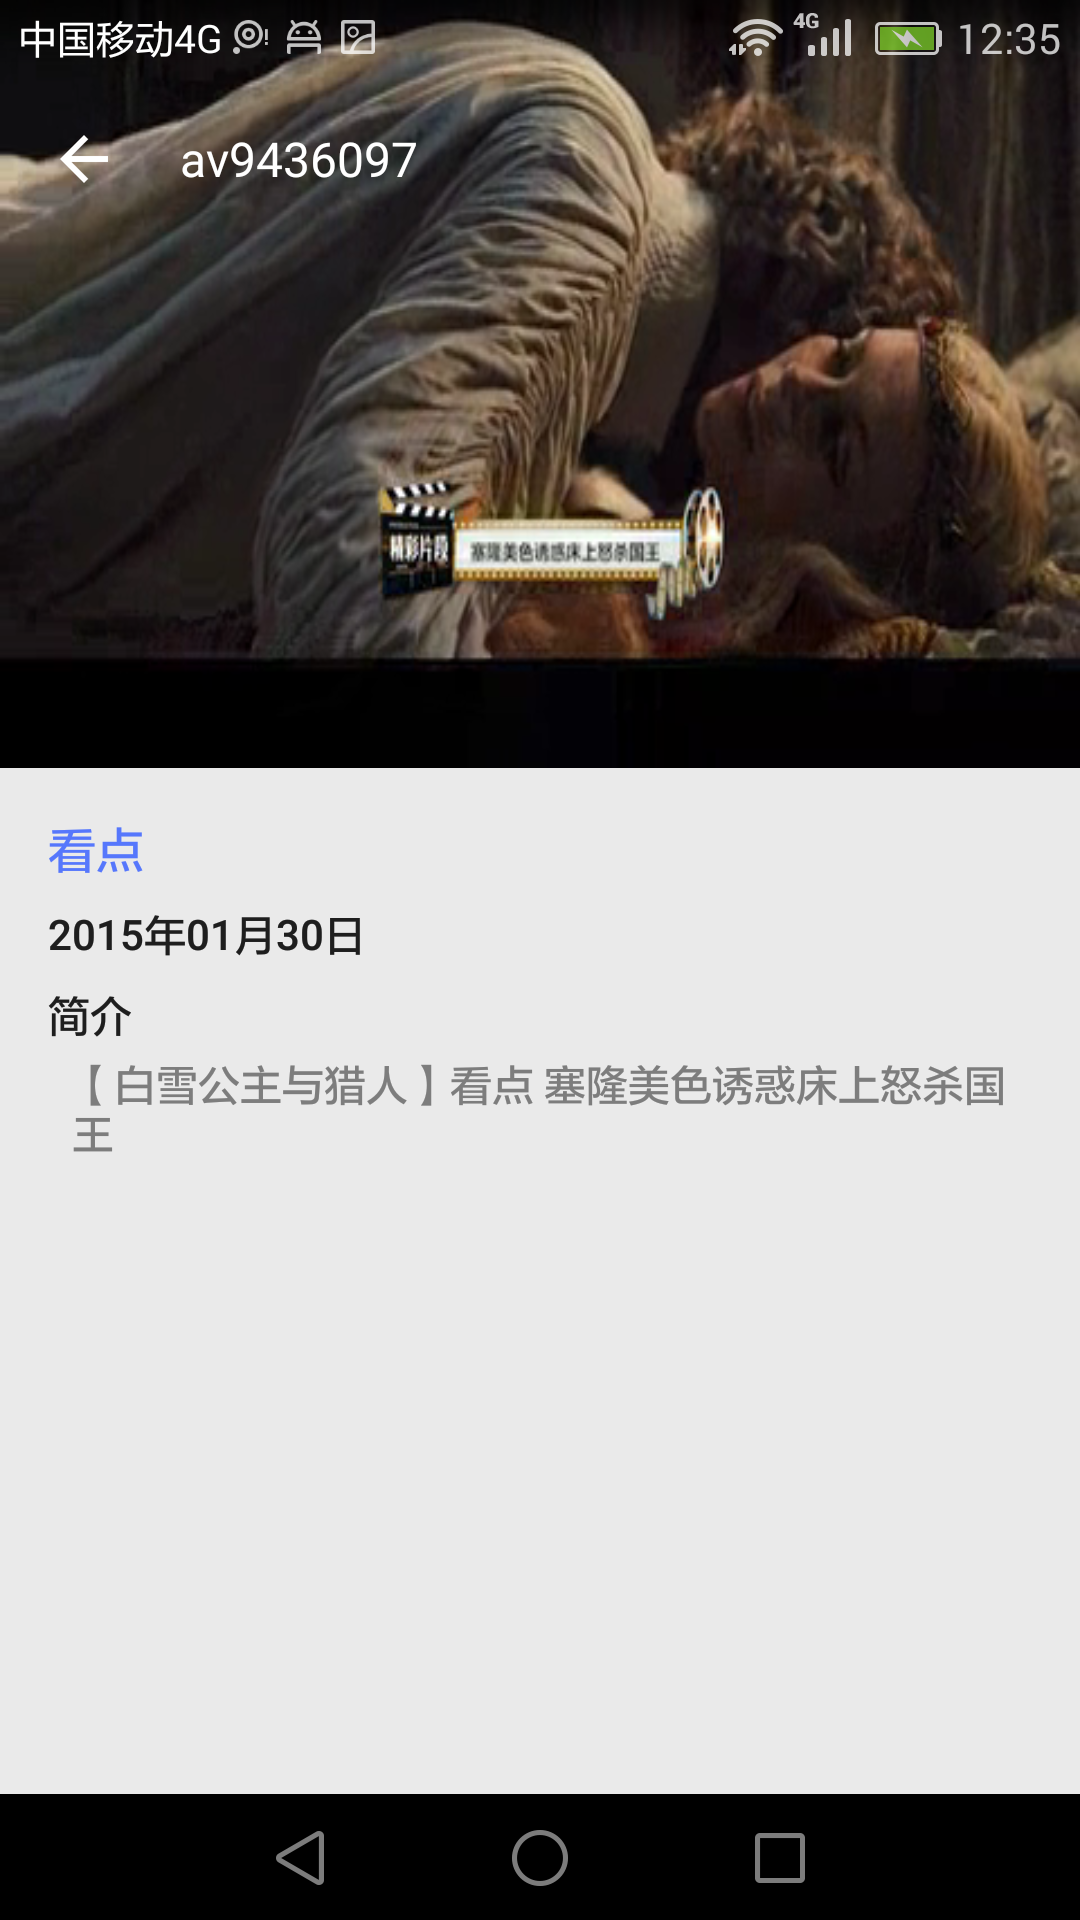 中国移动4G
4G
12:35
av9436097
精彩片段
塞隆美色诱惑床上怒杀国王
看点
2015年01月30日
简介
【白雪公主与猎人】看点 塞隆美色诱惑床上怒杀国
王